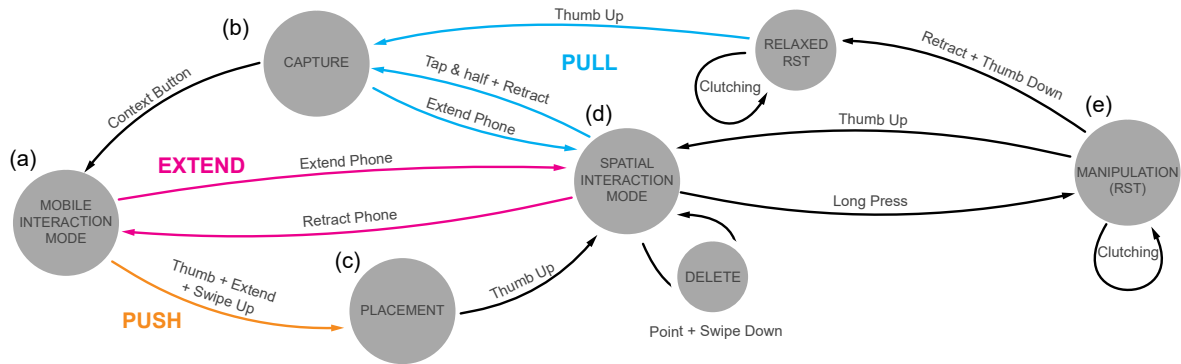 (b)
CAPTURE
Thumb Up
PULL
RELAXED
RST
Clutching
Retract + Thumb Down
Tap & half + Retract
Extend Phone
Context Button
(a)
MOBILE
INTERACTION
MODE
EXTEND
Extend Phone
Retract Phone
(d)
SPATIAL
INTERACTION
MODE
Thumb Up
Long Press
(e)
MANIPULATION
(RST)
Clutching
Thumb + Extend
+ Swipe Up
PUSH
(c)
PLACEMENT
Thumb Up
DELETE
Point + Swipe Down